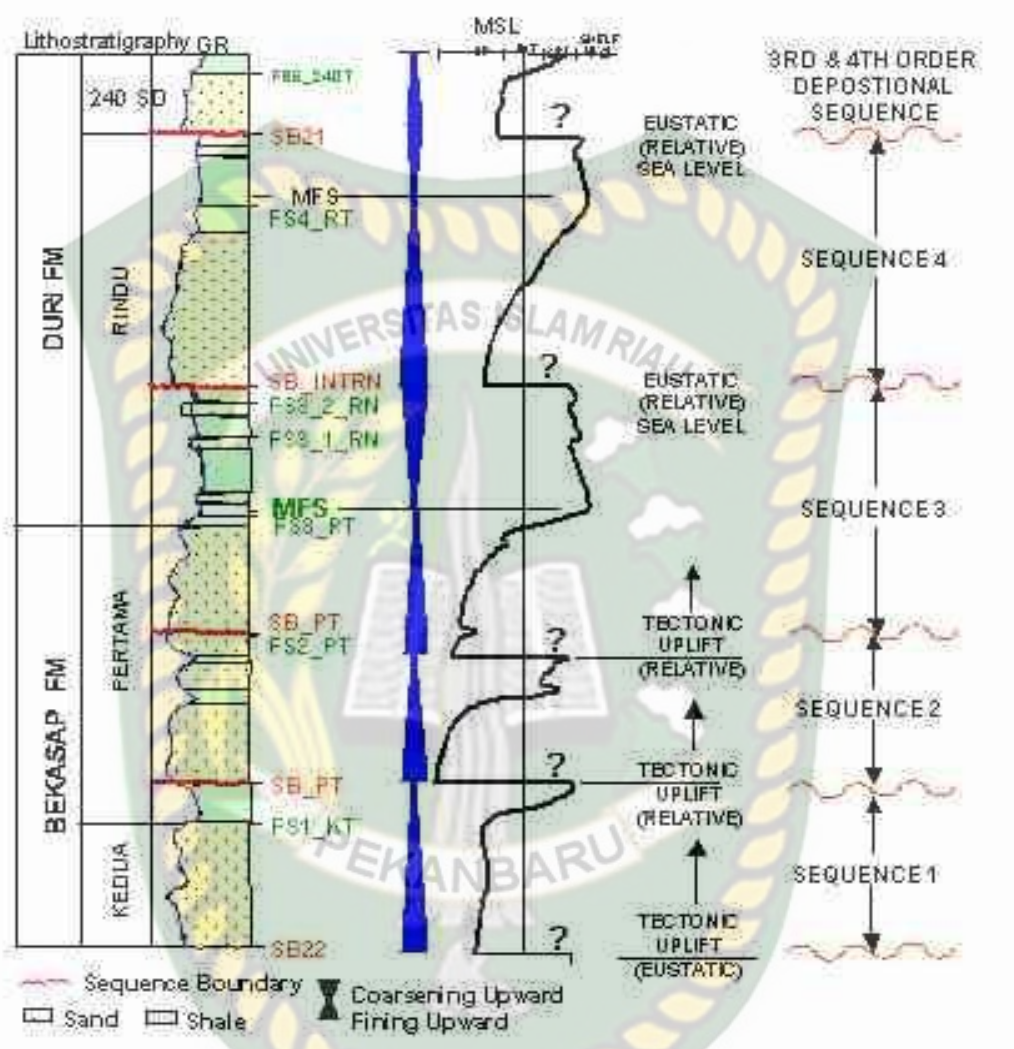 MSL
Lithostratigraphy GR
SHELF
3RD & 4TH ORDER
DEPOSTIONAL
SEQUENCE
240 SD
?
SB21
EUSTATIC
(RELATIVE)
SEA LEVEL
MFS
FS4_RT
SEQUENCE 4
DURI FM
RINDU
UNIVERSITAS ISLAM RIAU
?
SB_INTRN
FS3_2_RN
FS3_1_RN
EUSTATIC
(RELATIVE)
SEA LEVEL
MFS
FS3_PT
SEQUENCE 3
BEKASAP FM
PERTAMA
SB_PT
FS2_PT
?
TECTONIC
UPLIFT
(RELATIVE)
SEQUENCE 2
SB_PT
?
TECTONIC
UPLIFT
(RELATIVE)
FS1_KT
PEKANBARU
KEDUA
SEQUENCE 1
SB22
?
TECTONIC
UPLIFT
(EUSTATIC)
Sequence Boundary
Sand
Shale
Coarsening Upward
Fining Upward